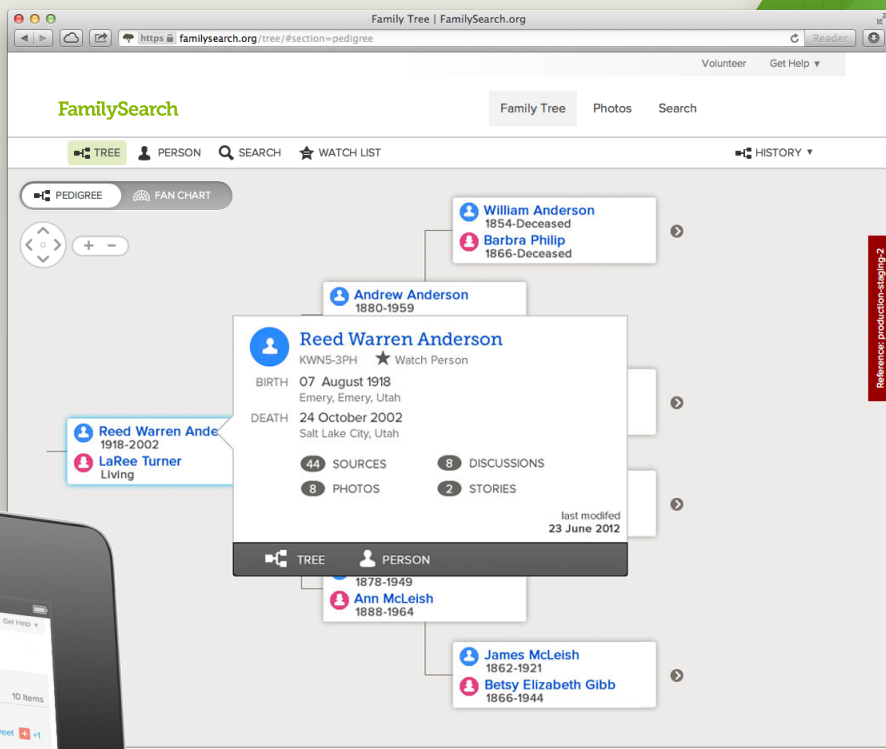 Family Tree | FamilySearch.org
https familysearch.org/tree/#section=pedigree
Reader
Volunteer Get Help ▼
FamilySearch
Family Tree Photos Search
TREE PERSON SEARCH WATCH LIST HISTORY ▼
PEDIGREE FAN CHART
+ −
William Anderson
1854-Deceased
Barbra Philip
1866-Deceased
Andrew Anderson
1880-1959
Reed Warren Anderson
KWN5-3PH Watch Person
BIRTH 07 August 1918
Emery, Emery, Utah
DEATH 24 October 2002
Salt Lake City, Utah
44 SOURCES 8 DISCUSSIONS
8 PHOTOS 2 STORIES
last modifed
23 June 2012
TREE PERSON
Reed Warren Ande
1918-2002
LaRee Turner
Living
1878-1949
Ann McLeish
1888-1964
James McLeish
1862-1921
Betsy Elizabeth Gibb
1866-1944
Reference: production-staging-2
Get Help ▼
10 Items
eet +1